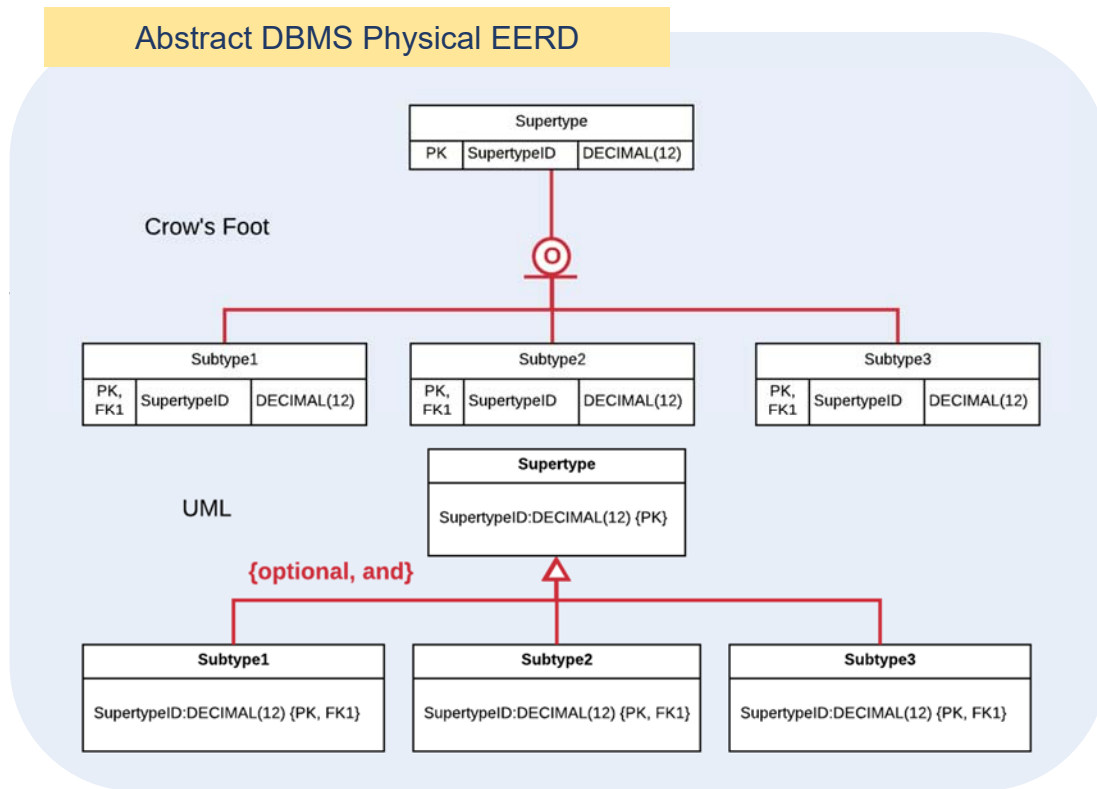 Abstract DBMS Physical EERD
Supertype
PK SupertypeID DECIMAL(12)
Crow's Foot
O
Subtype1
PK, FK1 SupertypeID DECIMAL(12)
Subtype2
PK, FK1 SupertypeID DECIMAL(12)
Subtype3
PK, FK1 SupertypeID DECIMAL(12)
Supertype
SupertypeID:DECIMAL(12) {PK}
UML
{optional, and}
Subtype1
SupertypeID:DECIMAL(12) {PK, FK1}
Subtype2
SupertypeID:DECIMAL(12) {PK, FK1}
Subtype3
SupertypeID:DECIMAL(12) {PK, FK1}